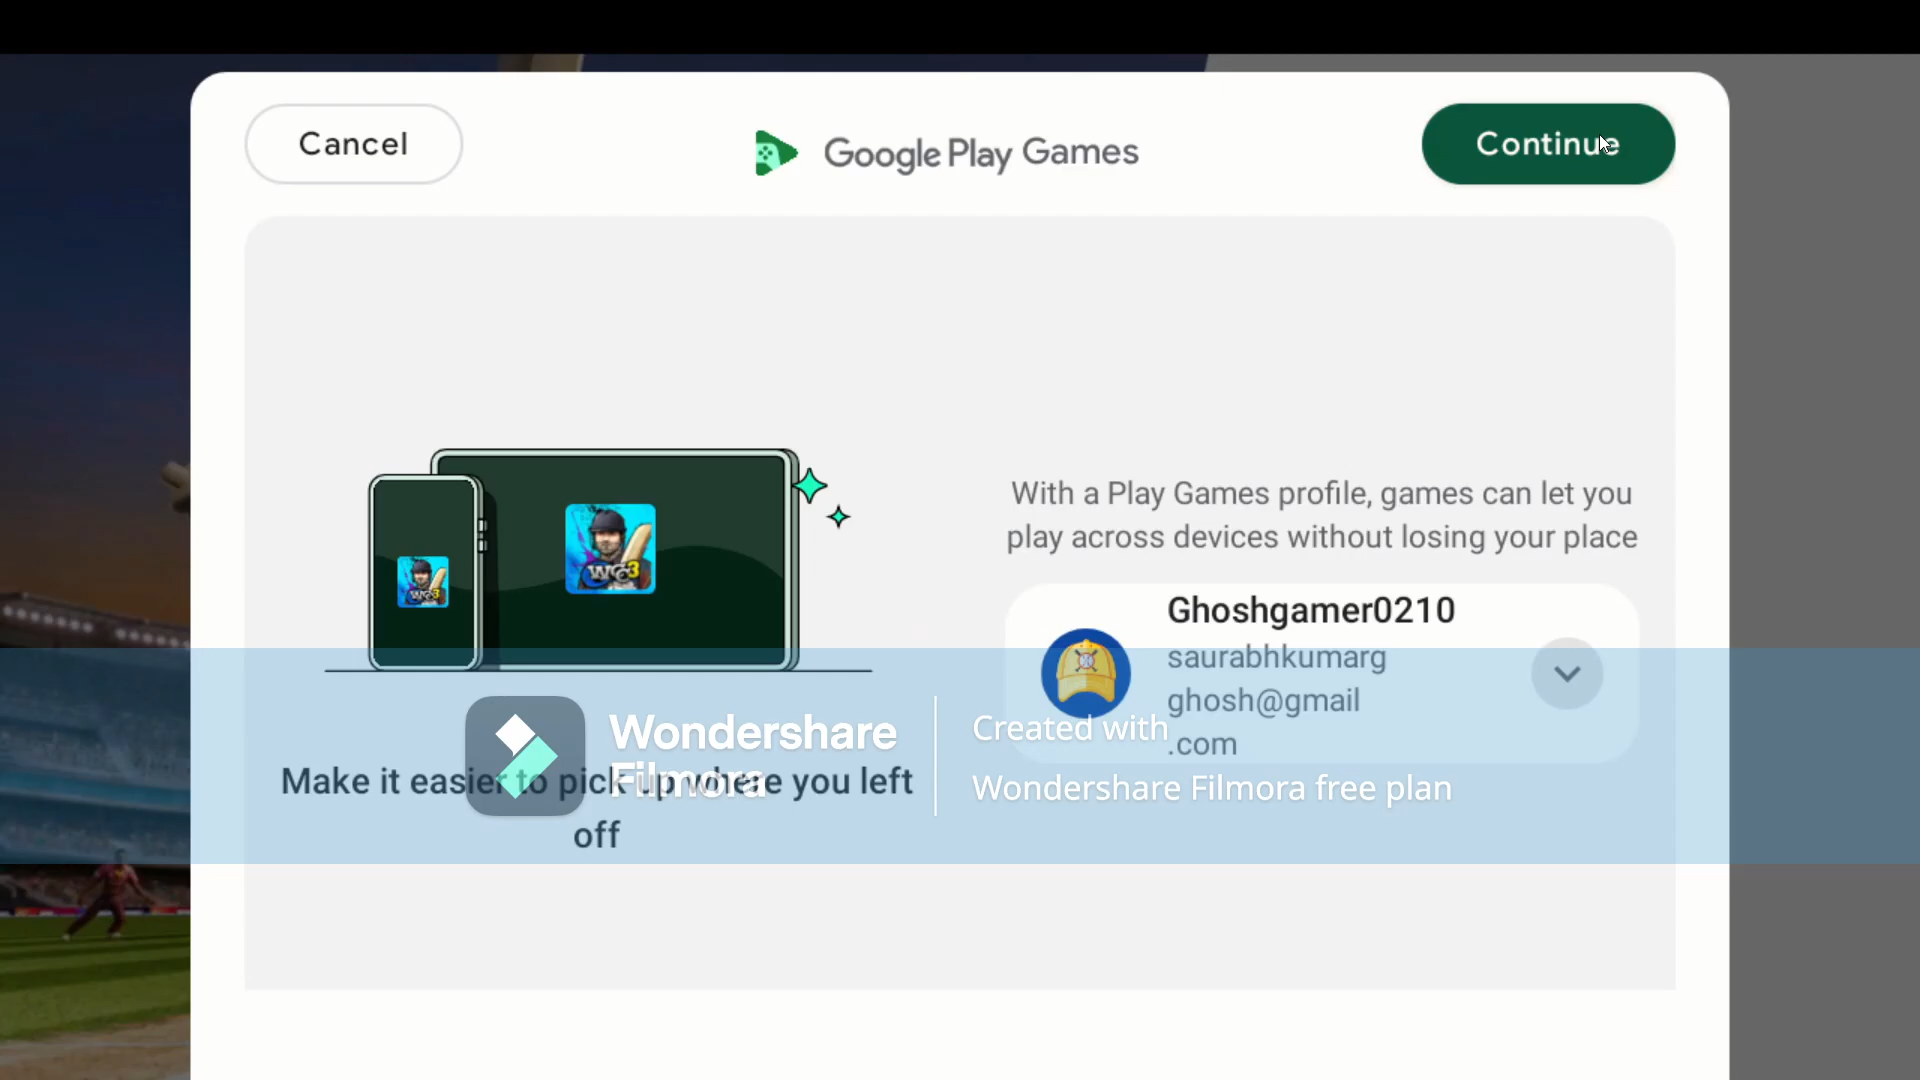 Cancel
Google Play Games
Continue
With a Play Games profile, games can let you
play across devices without losing your place
WCC3
WCC3
Ghoshgamer0210
saurabhkumarg
ghosh@gmail
.com
Make it easier to pick up where you left
off
Wondershare
Filmora
Created with
Wondershare Filmora free plan